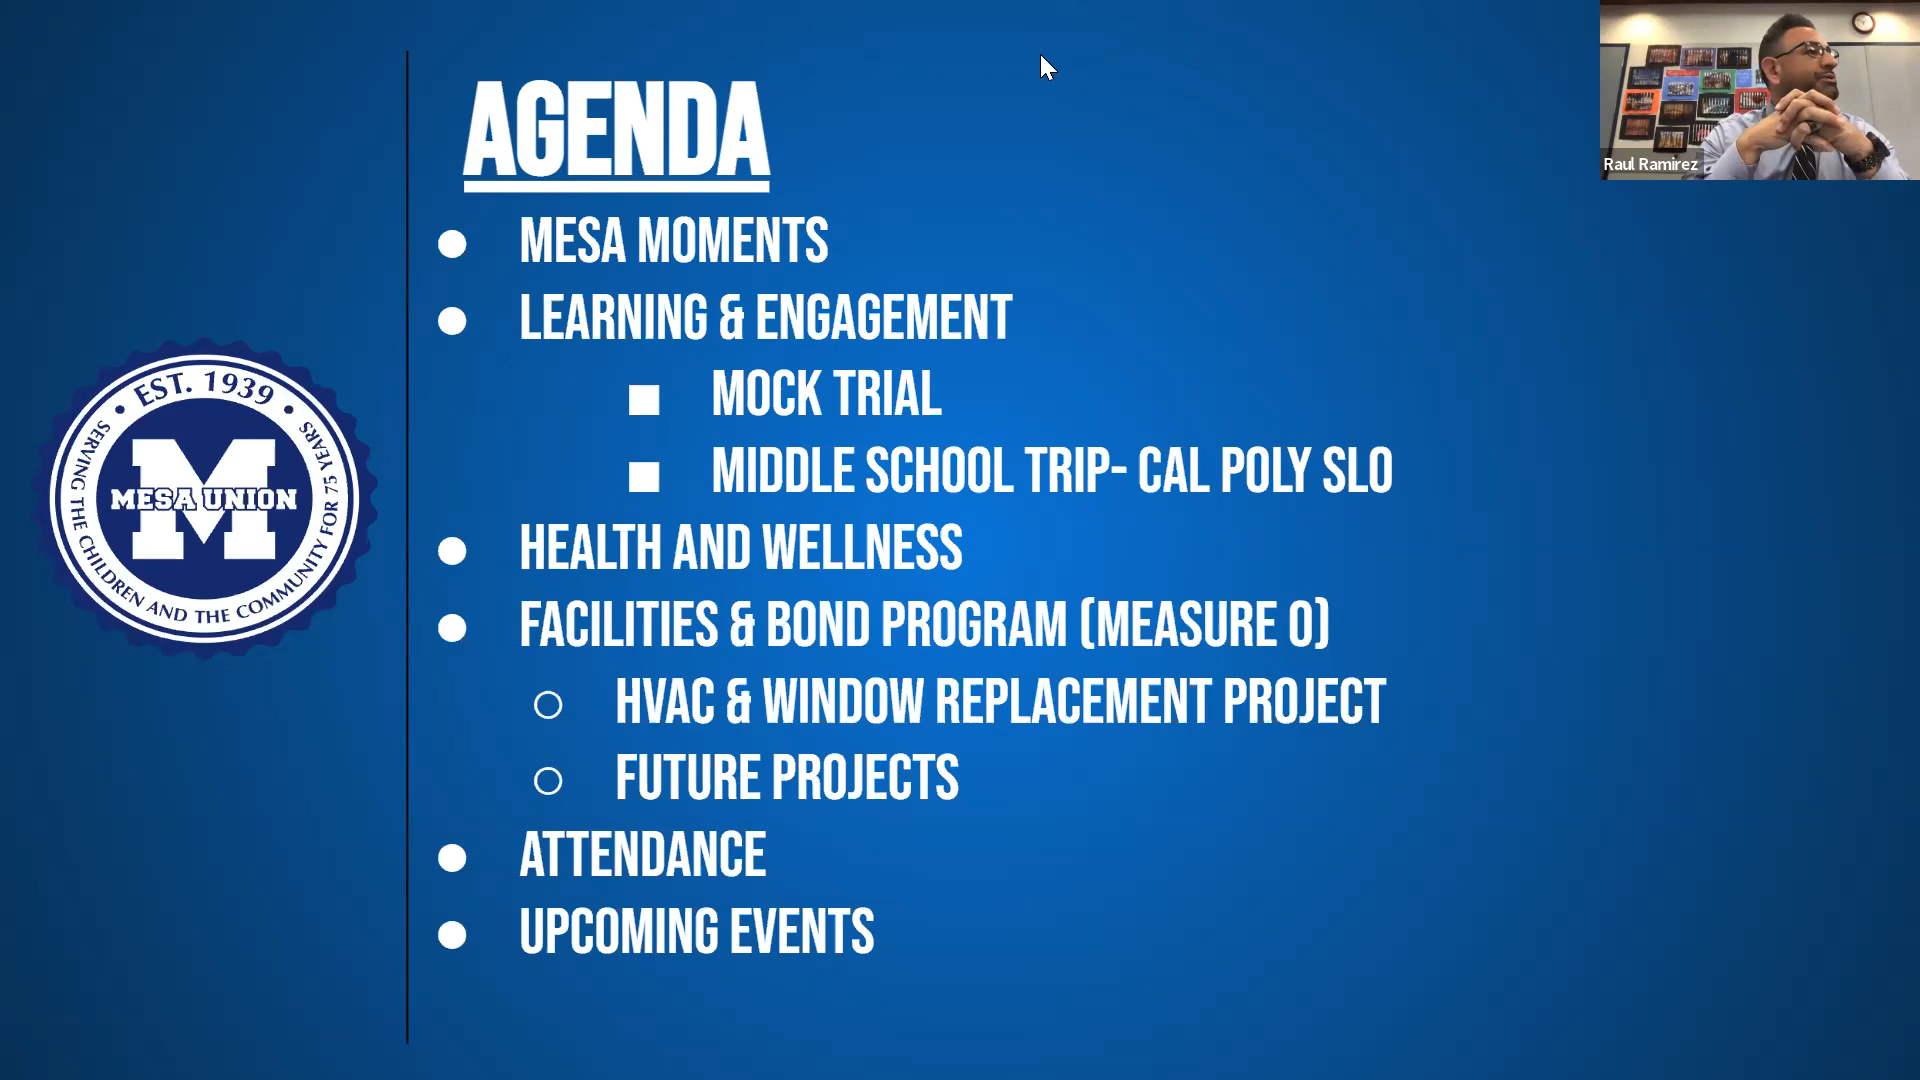 AGENDA
MESA MOMENTS
LEARNING & ENGAGEMENT
MOCK TRIAL
MIDDLE SCHOOL TRIP- CAL POLY SLO
HEALTH AND WELLNESS
FACILITIES & BOND PROGRAM (MEASURE O)
HVAC & WINDOW REPLACEMENT PROJECT
FUTURE PROJECTS
ATTENDANCE
UPCOMING EVENTS
EST. 1939
M
MESA UNION
SERVING THE CHILDREN AND THE COMMUNITY FOR 75 YEARS
Raul Ramirez